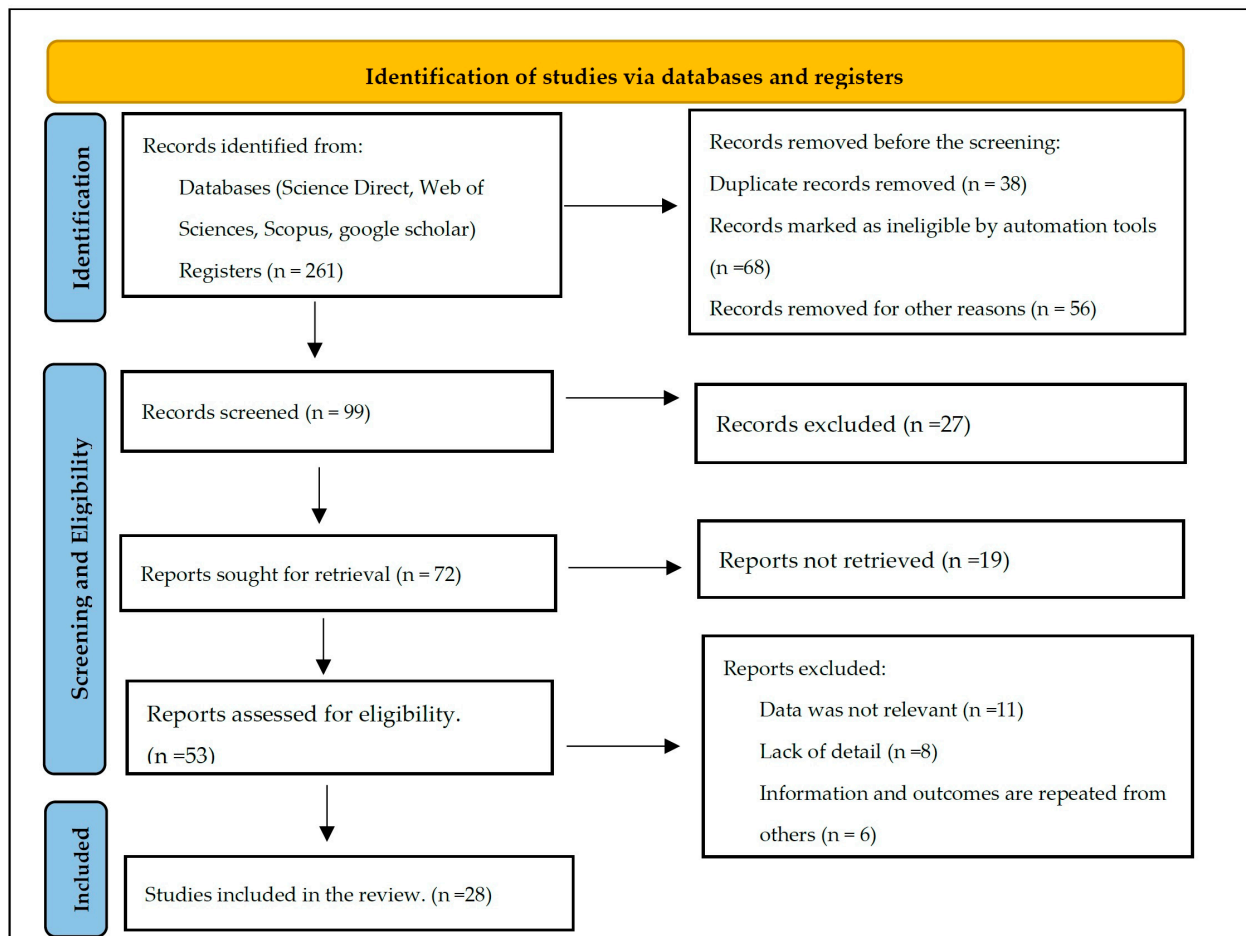 Identification of studies via databases and registers
Identification
Records identified from:
Databases (Science Direct, Web of
Sciences, Scopus, google scholar)
Registers (n = 261)
Records removed before the screening:
Duplicate records removed (n = 38)
Records marked as ineligible by automation tools
(n =68)
Records removed for other reasons (n = 56)
Screening and Eligibility
Records screened (n = 99)
Records excluded (n =27)
Reports sought for retrieval (n = 72)
Reports not retrieved (n =19)
Reports assessed for eligibility.
(n =53)
Reports excluded:
Data was not relevant (n =11)
Lack of detail (n =8)
Information and outcomes are repeated from
others (n = 6)
Included
Studies included in the review. (n =28)